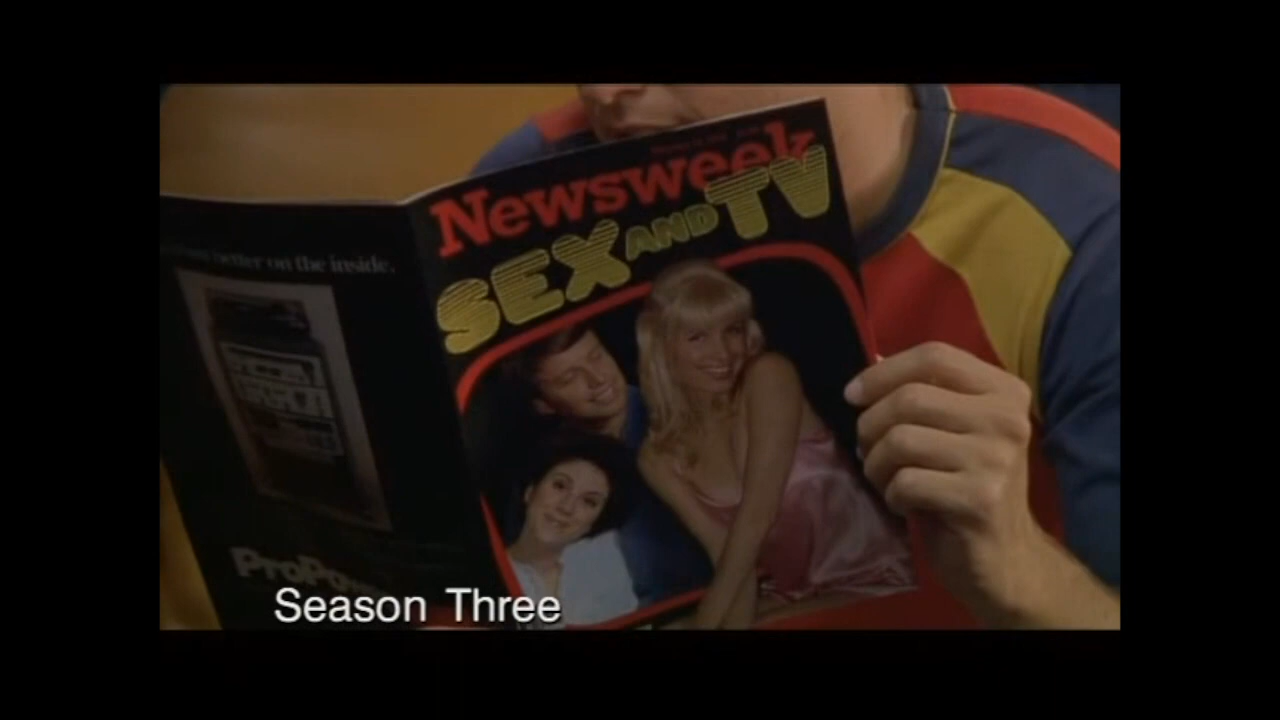 Newsweek
SEX AND TV
better on the inside.
Season Three